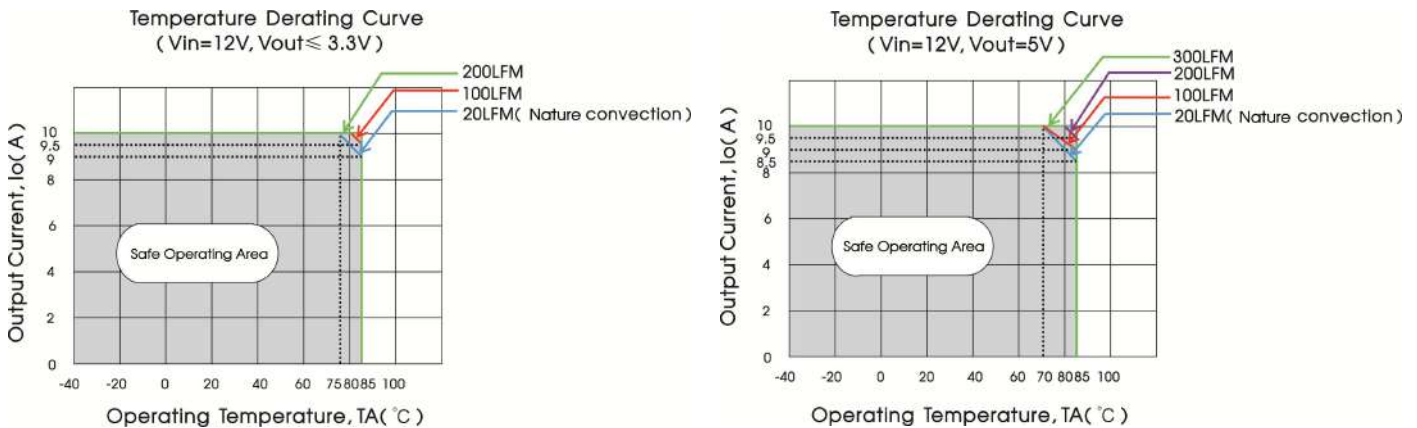 Temperature Derating Curve
( Vin=12V, Vout≤ 3.3V )
200LFM
100LFM
20LFM( Nature convection)
Output Current, Io( A)
10
9.5
9
8
6
4
2
0
Safe Operating Area
-40 -20 0 20 40 60 75 80 85 100
Operating Temperature, TA( °C)
Temperature Derating Curve
( Vin=12V, Vout=5V)
300LFM
200LFM
100LFM
20LFM( Nature convection)
Output Current, Io( A)
10
9.5
9
8.5
8
6
4
2
0
Safe Operating Area
-40 -20 0 20 40 60 70 80 85 100
Operating Temperature, TA( °C)